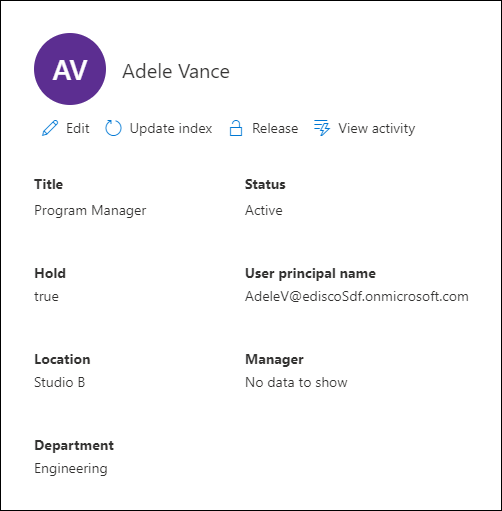 AV
Adele Vance
Edit Update index Release View activity
Title Status
Program Manager Active
Hold User principal name
true AdeleV@ediscoSdf.onmicrosoft.com
Location Manager
Studio B No data to show
Department
Engineering